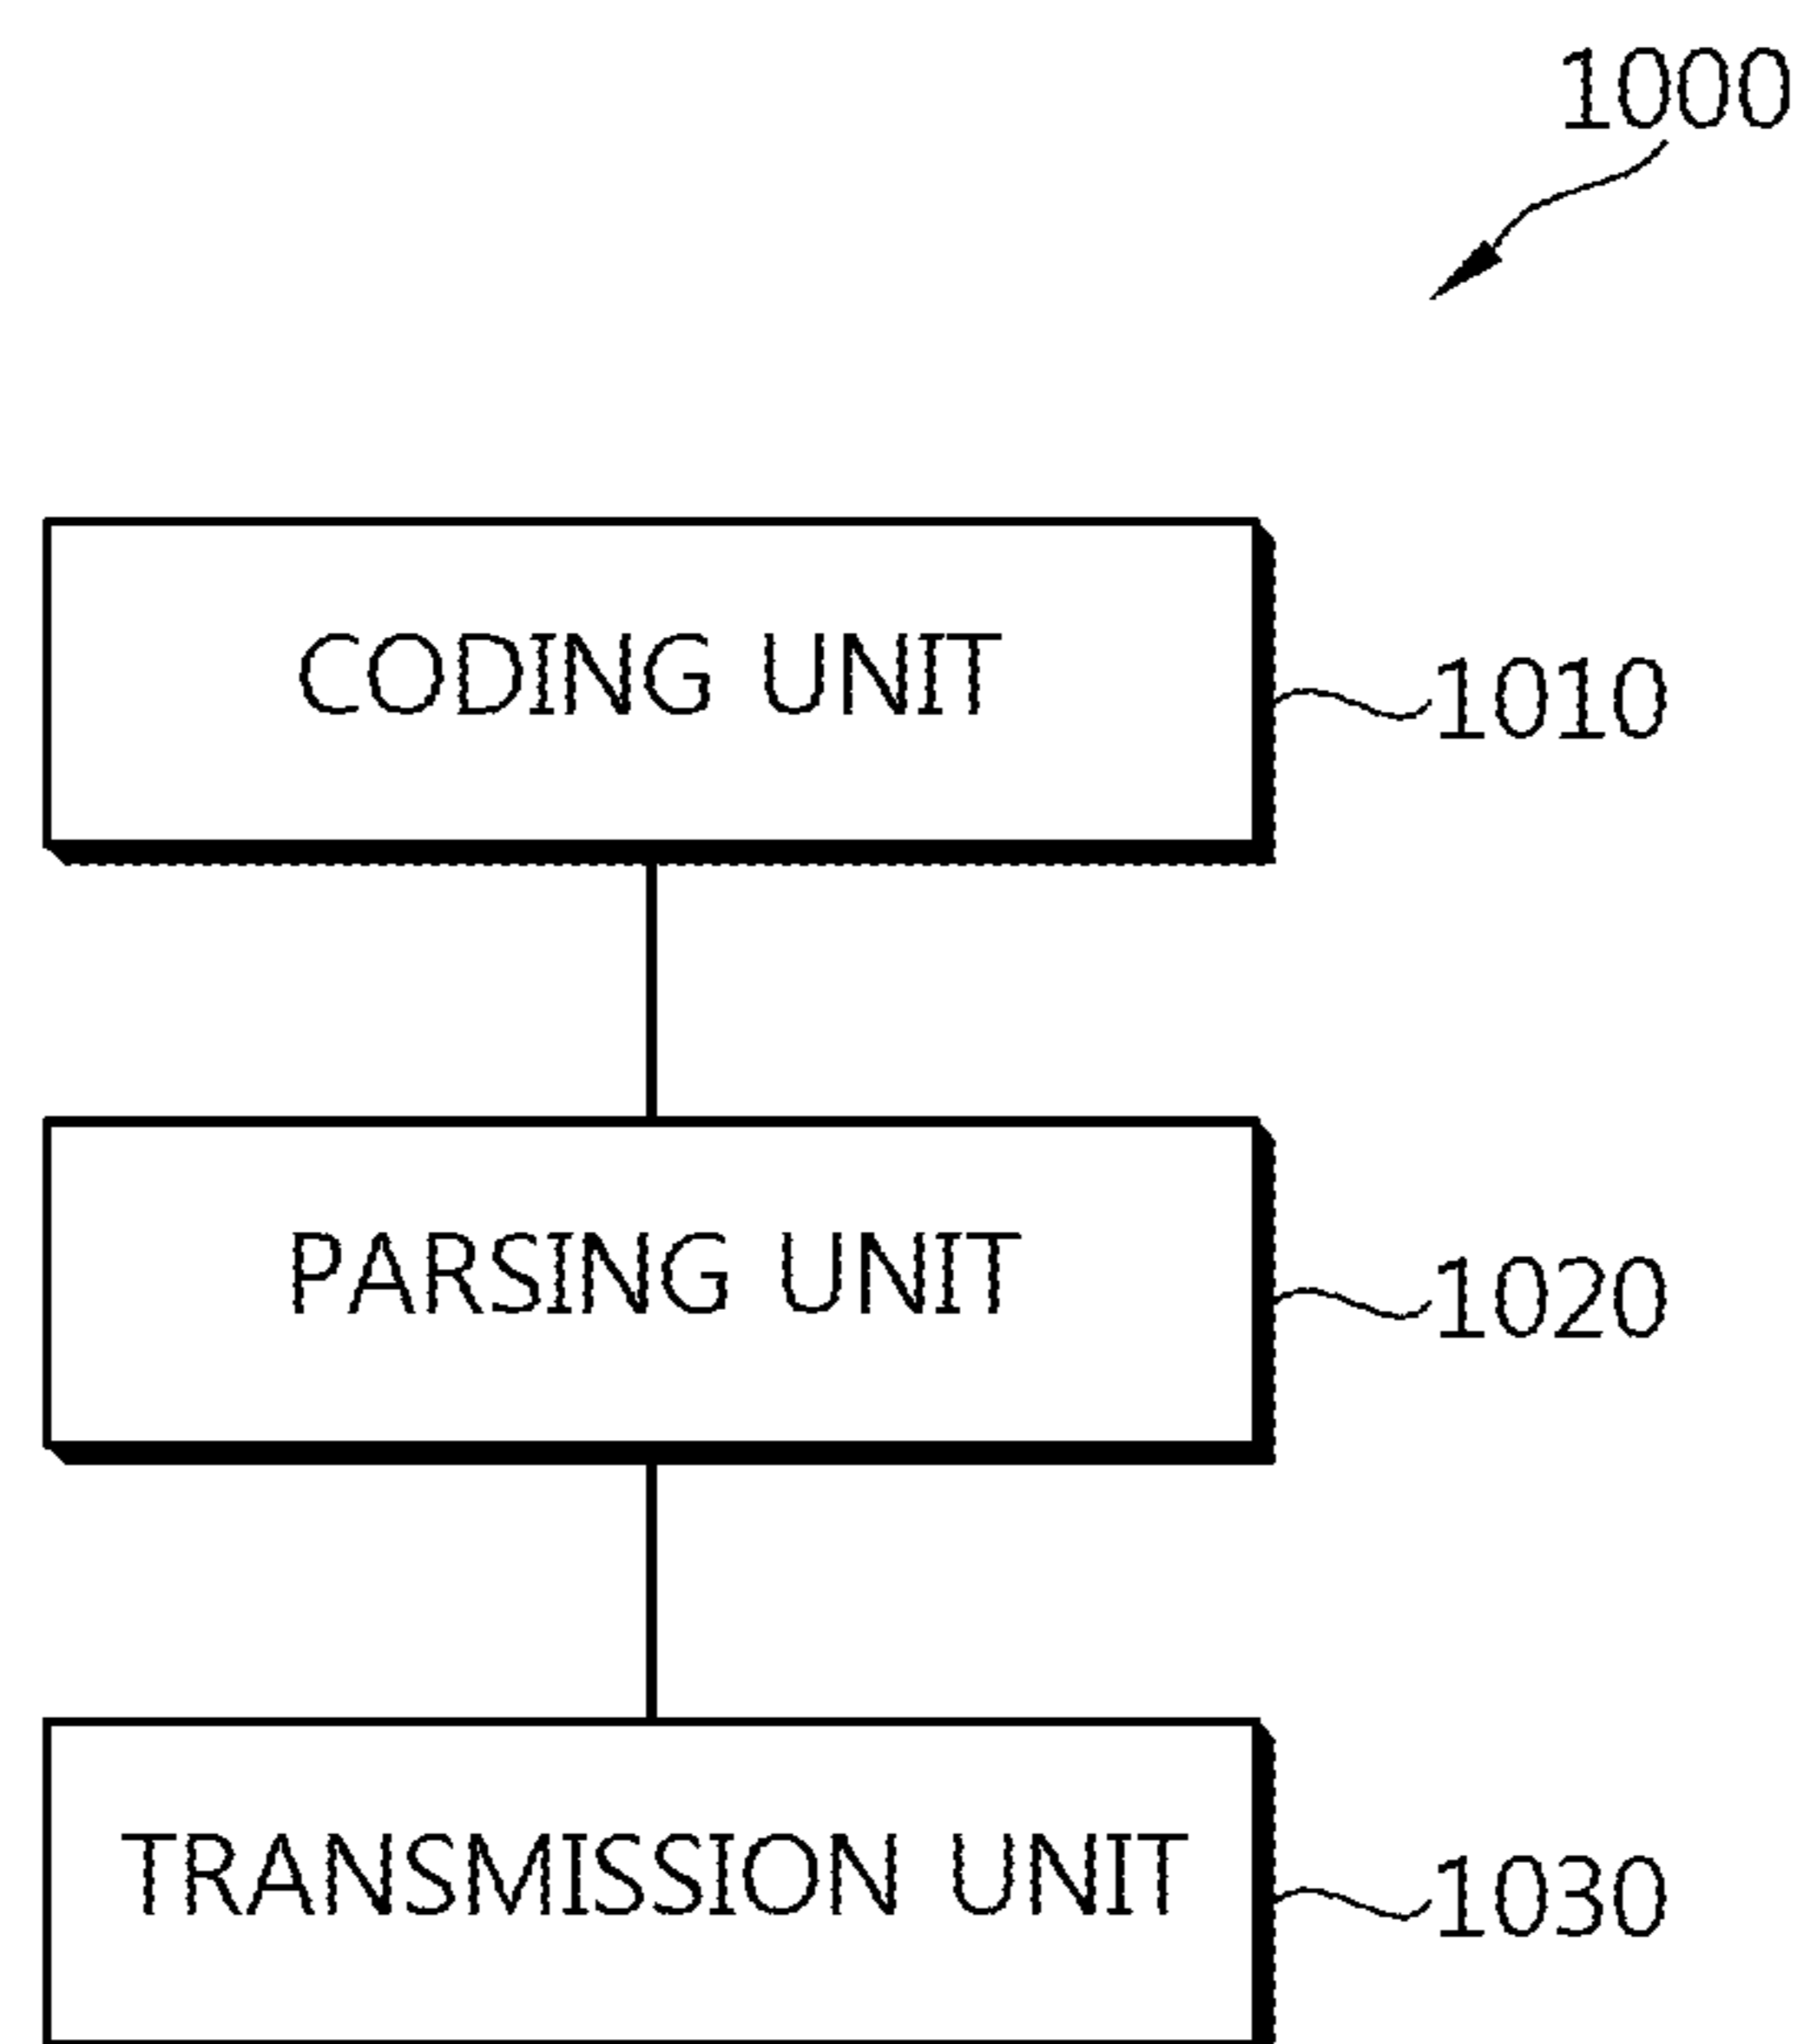 1000
CODING UNIT
1010
PARSING UNIT
1020
TRANSMISSION UNIT
1030